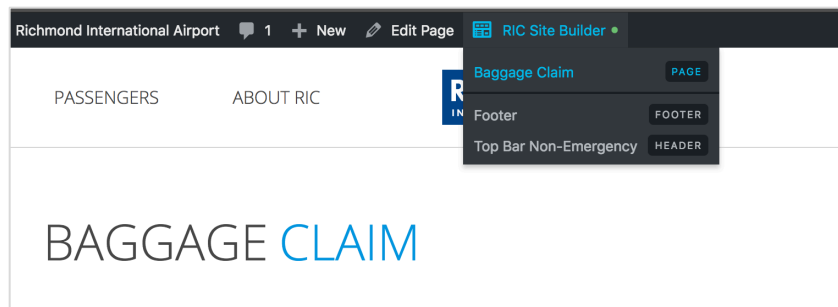 Richmond International Airport 1 + New Edit Page RIC Site Builder
Baggage Claim PAGE
PASSENGERS ABOUT RIC
Footer FOOTER
Top Bar Non-Emergency HEADER
BAGGAGE CLAIM